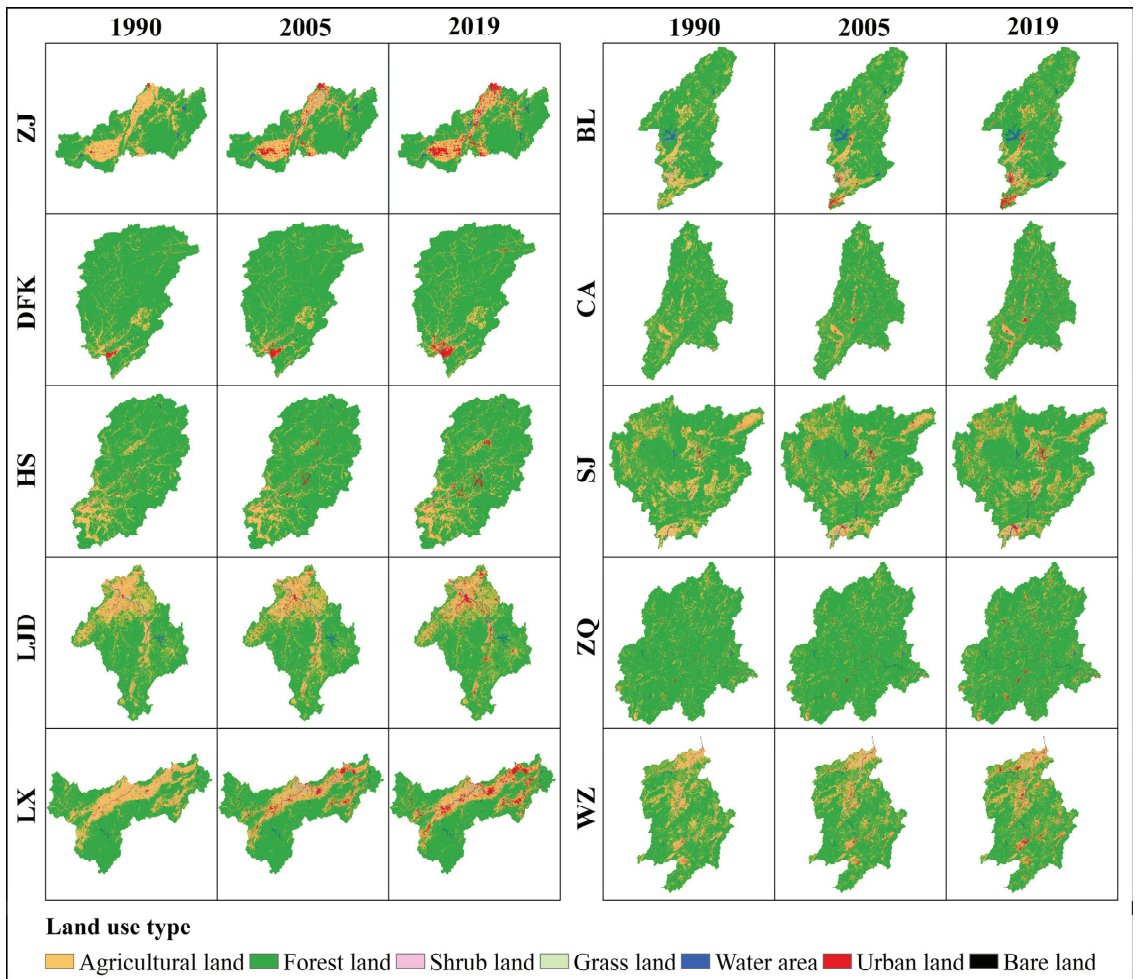 1990 2005 2019 1990 2005 2019
ZJ BL
DFK CA
HS SJ
LJD ZQ
LX WZ
Land use type
Agricultural land Forest land Shrub land Grass land Water area Urban land Bare land